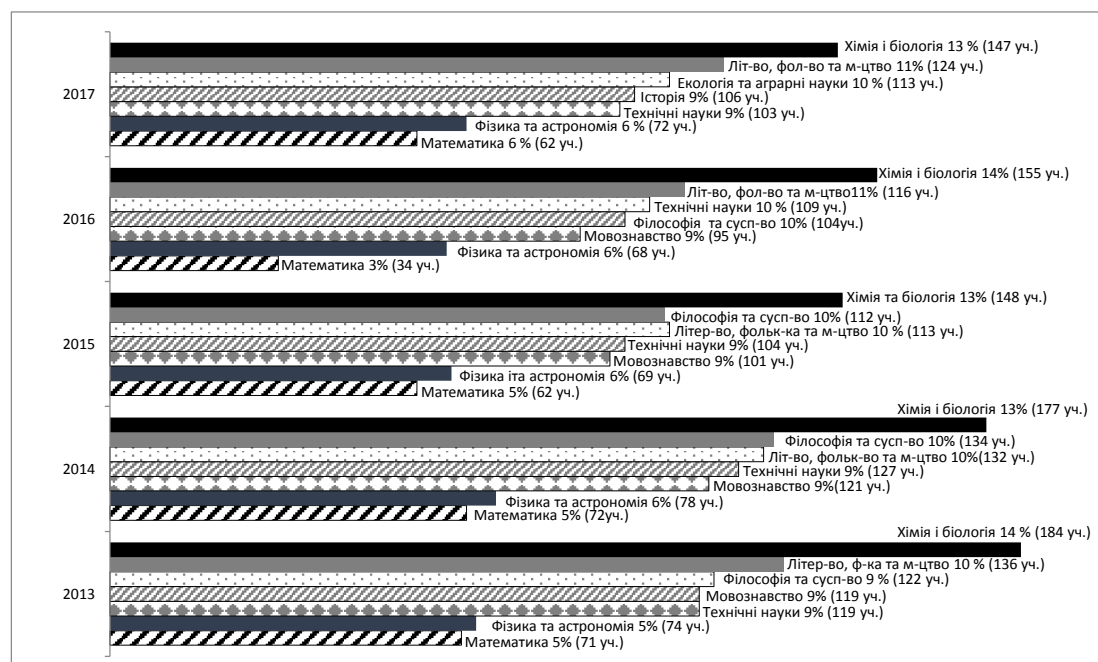 Хімія і біологія 13 % (147 уч.)
Літ-во, фол-во та м-цтво 11% (124 уч.)
Екологія та аграрні науки 10 % (113 уч.)
2017
Історія 9% (106 уч.)
Технічні науки 9% (103 уч.)
Фізика та астрономія 6 % (72 уч.)
Математика 6 % (62 уч.)
Хімія і біологія 14% (155 уч.)
Літ-во, фол-во та м-цтво11% (116 уч.)
Технічні науки 10 % (109 уч.)
2016
Філософія та сусп-во 10% (104уч.)
Мовознавство 9% (95 уч.)
Фізика та астрономія 6% (68 уч.)
Математика 3% (34 уч.)
Хімія та біологія 13% (148 уч.)
Філософія та сусп-во 10% (112 уч.)
Літер-во, фольк-ка та м-цтво 10 % (113 уч.)
2015
Технічні науки 9% (104 уч.)
Мовознавство 9% (101 уч.)
Фізика іта астрономія 6% (69 уч.)
Математика 5% (62 уч.)
Хімія і біологія 13% (177 уч.)
Філософія та сусп-во 10% (134 уч.)
Літ-во, фольк-во та м-цтво 10%(132 уч.)
2014
Технічні науки 9% (127 уч.)
Мовознавство 9%(121 уч.)
Фізика та астрономія 6% (78 уч.)
Математика 5% (72уч.)
Хімія і біологія 14 % (184 уч.)
Літер-во, ф-ка та м-цтво 10 % (136 уч.)
Філософія та сусп-во 9 % (122 уч.)
2013
Мовознавство 9% (119 уч.)
Технічні науки 9% (119 уч.)
Фізика та астрономія 5% (74 уч.)
Математика 5% (71 уч.)